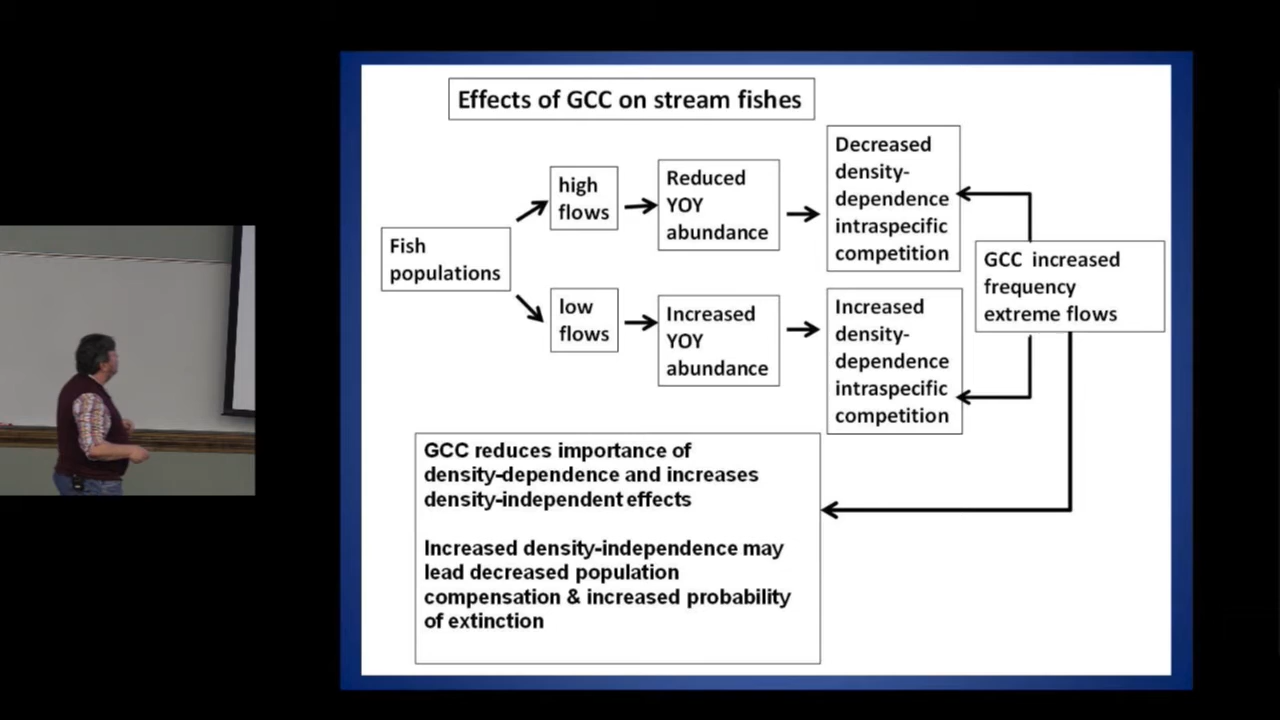 Effects of GCC on stream fishes
Fish
populations
high
flows
Reduced
YOY
abundance
Decreased
density-
dependence
intraspecific
competition
low
flows
Increased
YOY
abundance
Increased
density-
dependence
intraspecific
competition
GCC increased
frequency
extreme flows
GCC reduces importance of
density-dependence and increases
density-independent effects
Increased density-independence may
lead decreased population
compensation & increased probability
of extinction